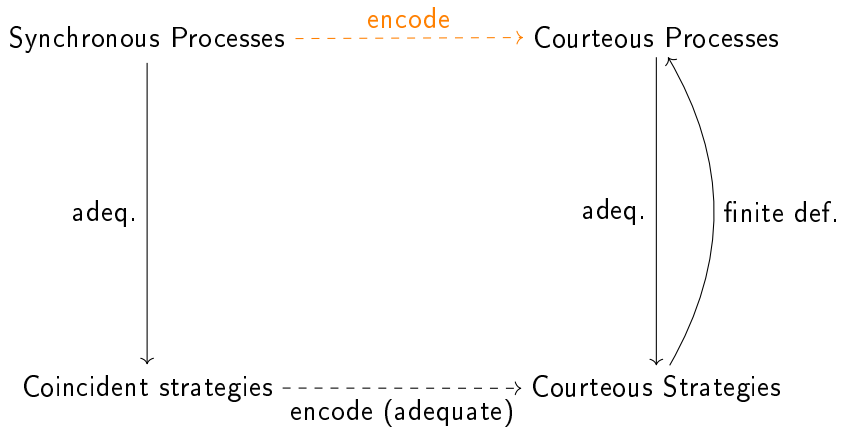 encode
Synchronous Processes
Courteous Processes
adeq.
adeq.
finite def.
Coincident strategies
Courteous Strategies
encode (adequate)